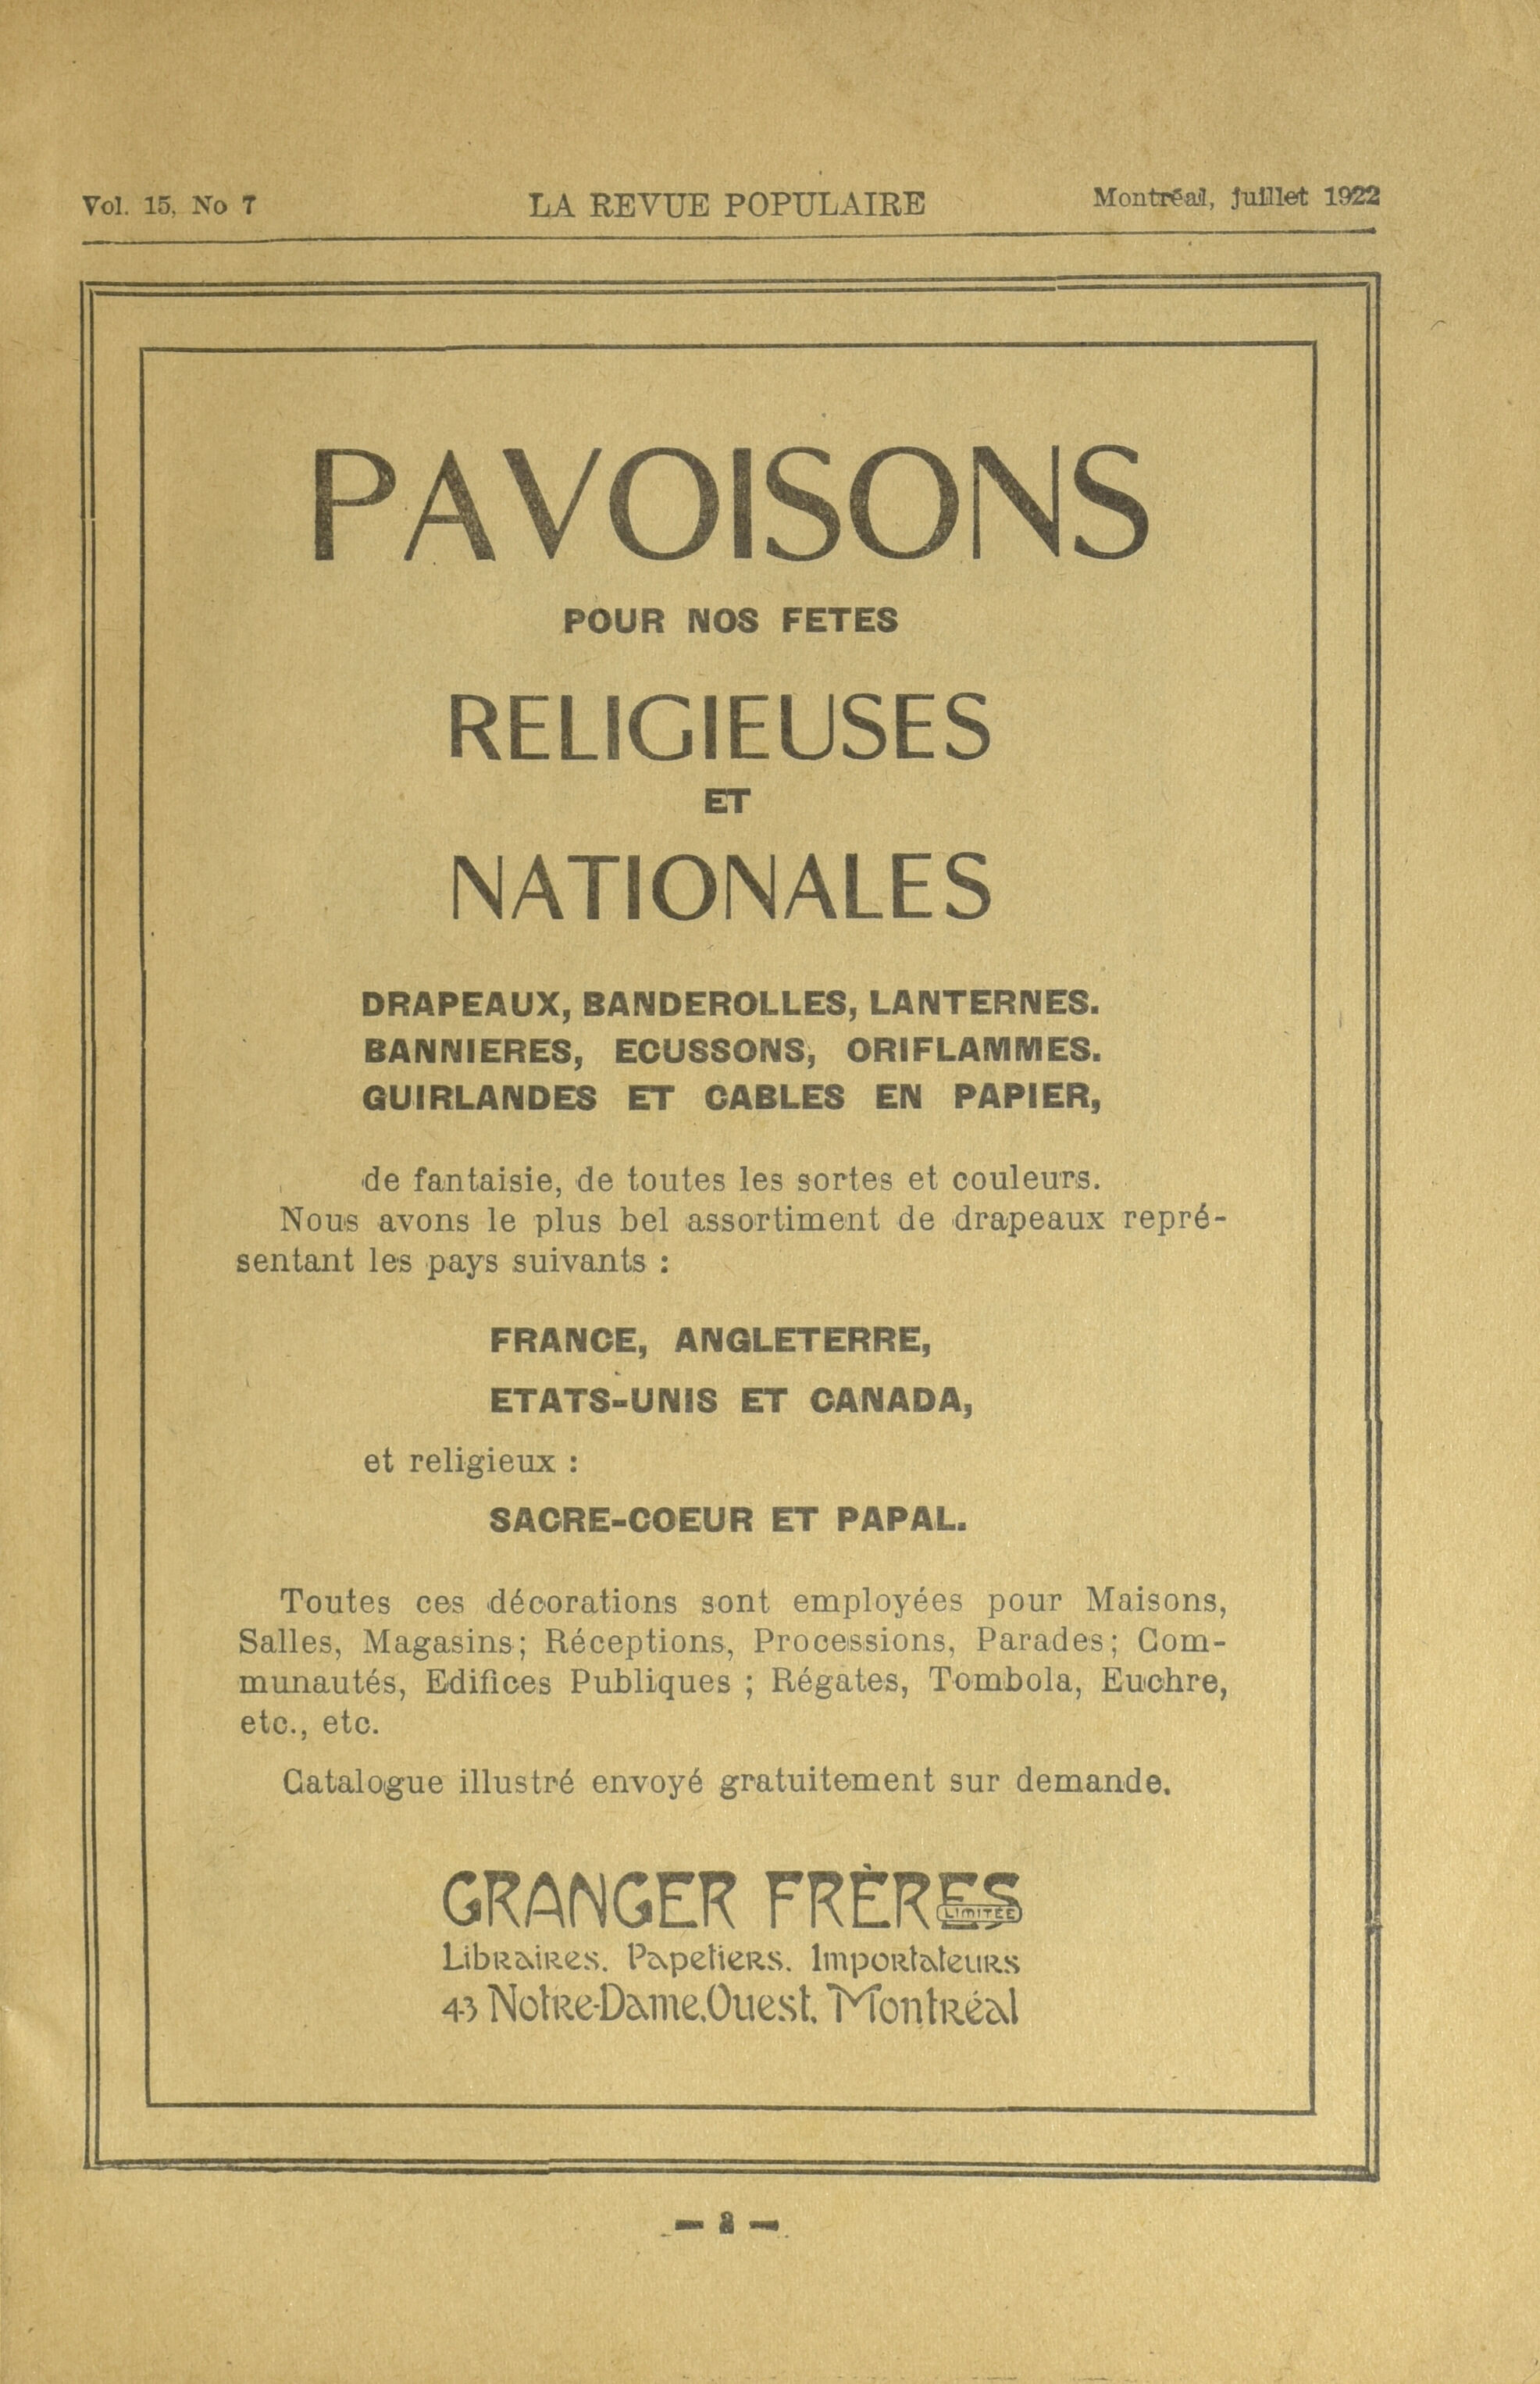 Vol. 15, No 7 LA REVUE POPULAIRE Montréal, juillet 1922
PAVOISONS
POUR NOS FETES
RELIGIEUSES
ET
NATIONALES
DRAPEAUX, BANDEROLLES, LANTERNES.
BANNIERES, ECUSSONS, ORIFLAMMES.
GUIRLANDES ET CABLES EN PAPIER,
de fantaisie, de toutes les sortes et couleurs.
Nous avons le plus bel assortiment de drapeaux repré-
sentant les pays suivants :
FRANCE, ANGLETERRE,
ETATS-UNIS ET CANADA,
et religieux :
SACRE-COEUR ET PAPAL.
Toutes ces décorations sont employées pour Maisons,
Salles, Magasins; Réceptions, Processions, Parades; Com-
munautés, Edifices Publiques ; Régates, Tombola, Euchre,
etc., etc.
Catalogue illustré envoyé gratuitement sur demande.
GRANGER FRÈRES
LIMITÉE
Libraires. Papetiers. Importateurs
43 Notre-Dame.Ouest. Montréal